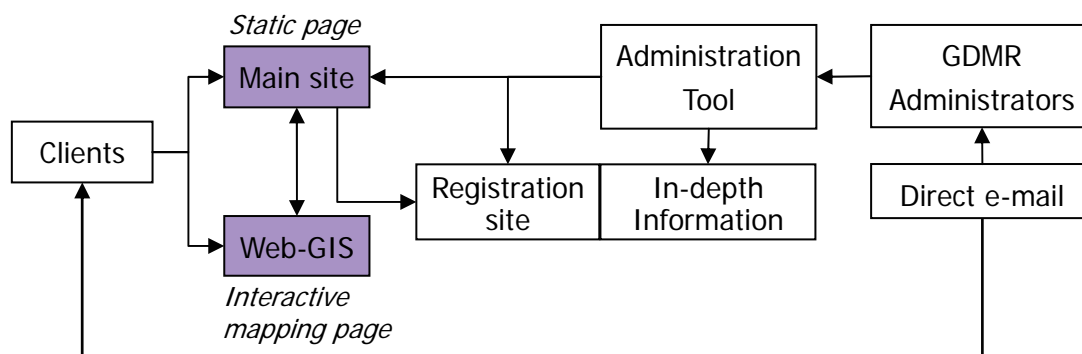 Static page
Main site
Clients
Web-GIS
Interactive
mapping page
Administration
Tool
Registration
site
In-depth
Information
GDMR
Administrators
Direct e-mail